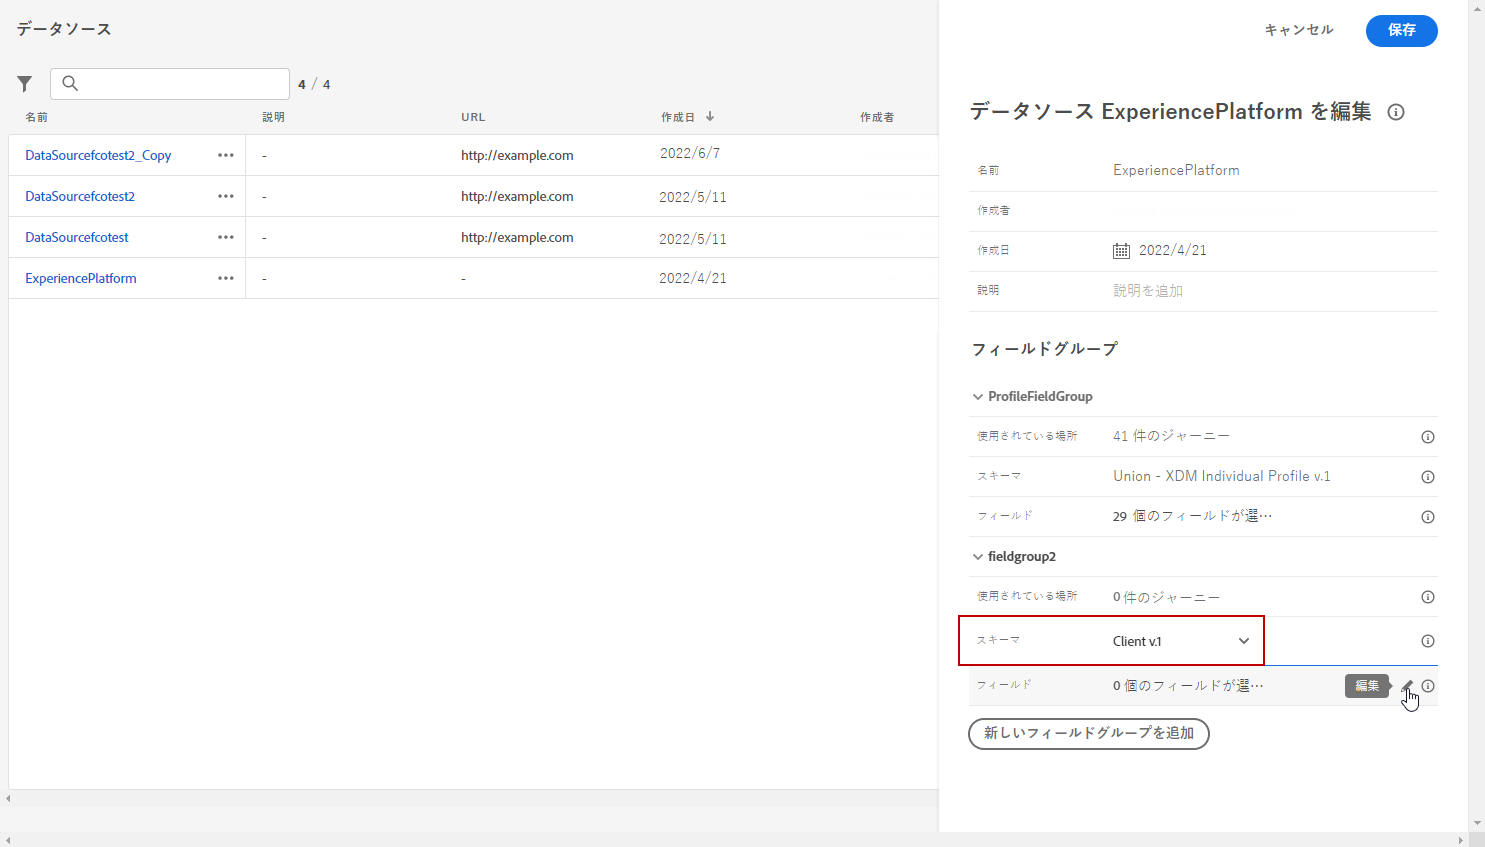 データソース
4 / 4
名前 説明 URL 作成日 作成者
DataSourcefcotest2_Copy - http://example.com 2022/6/7
DataSourcefcotest2 - http://example.com 2022/5/11
DataSourcefcotest - http://example.com 2022/5/11
ExperiencePlatform - - 2022/4/21
キャンセル 保存
データソース ExperiencePlatform を編集
名前 ExperiencePlatform
作成者
作成日 2022/4/21
説明 説明を追加
フィールドグループ
ProfileFieldGroup
使用されている場所 41 件のジャーニー
スキーマ Union - XDM Individual Profile v.1
フィールド 29 個のフィールドが選…
fieldgroup2
使用されている場所 0 件のジャーニー
スキーマ Client v.1
フィールド 0 個のフィールドが選… 編集
新しいフィールドグループを追加